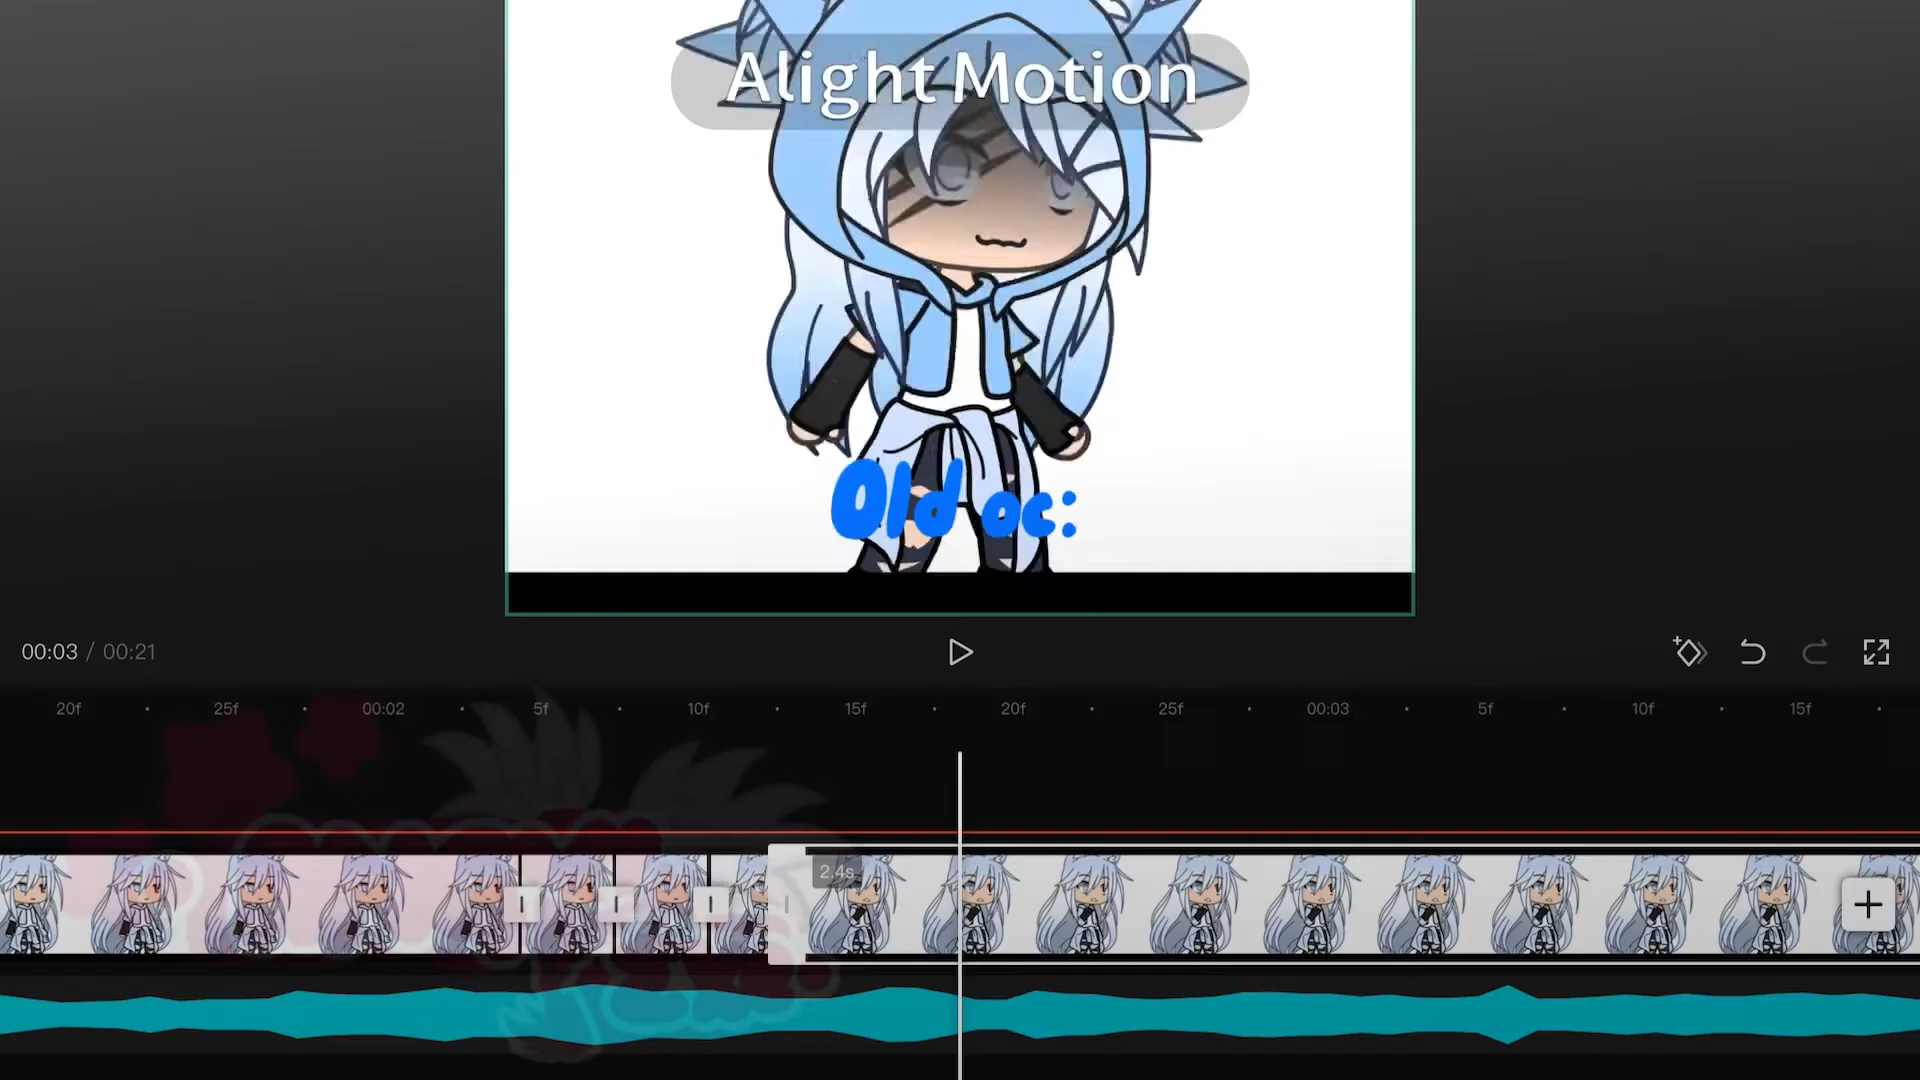 Alight Motion
Old oc:
00:03 / 00:21
20f 25f 00:02 5f 10f 15f 20f 25f 00:03 5f 10f 15f
2.4s